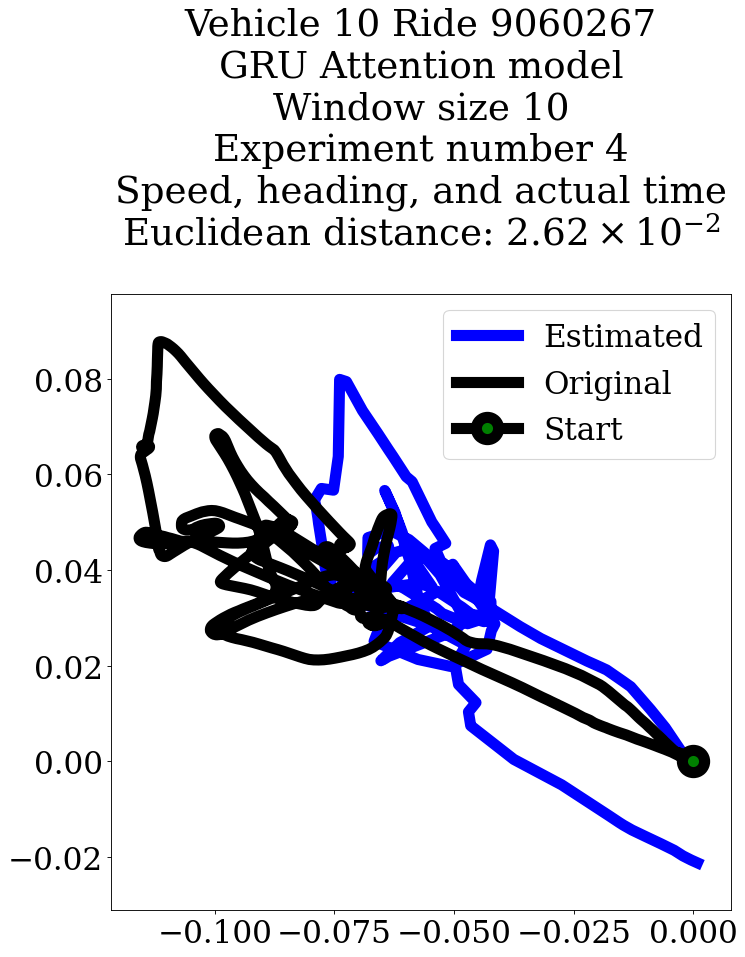 Vehicle 10 Ride 9060267
GRU Attention model
Window size 10
Experiment number 4
Speed, heading, and actual time
Euclidean distance: 2.62 × 10⁻²
Estimated
Original
Start
0.08
0.06
0.04
0.02
0.00
−0.02
−0.100 −0.075 −0.050 −0.025 0.000